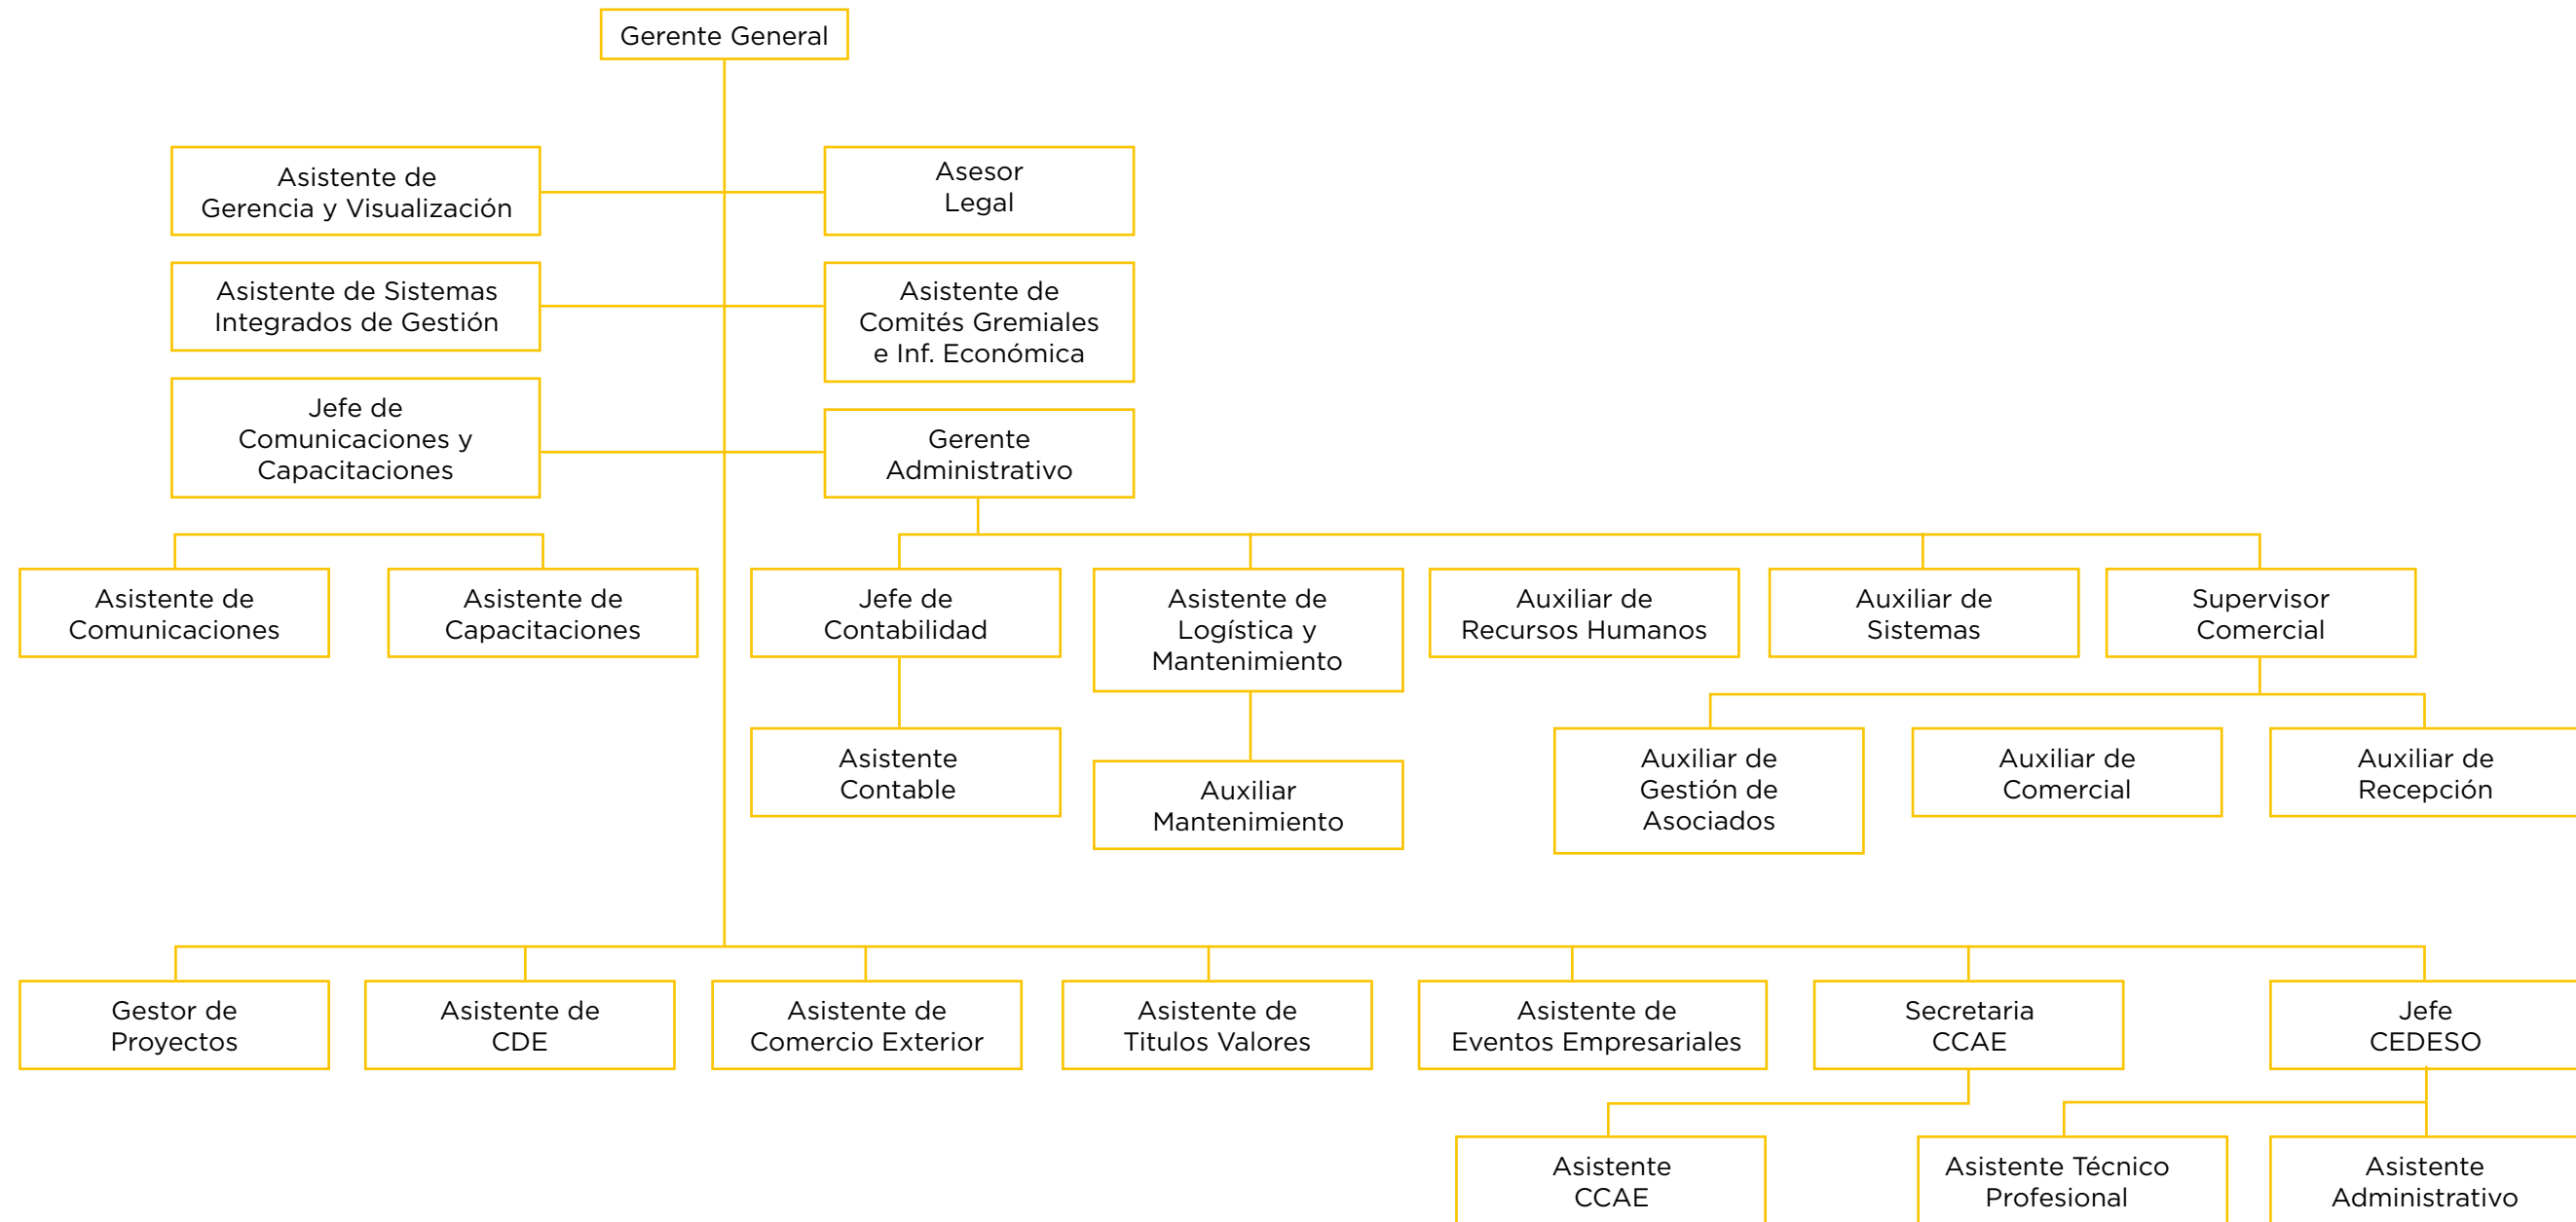 Gerente General
Asistente de
Gerencia y Visualización
Asesor
Legal
Asistente de Sistemas
Integrados de Gestión
Asistente de
Comités Gremiales
e Inf. Económica
Jefe de
Comunicaciones y
Capacitaciones
Gerente
Administrativo
Asistente de
Comunicaciones
Asistente de
Capacitaciones
Jefe de
Contabilidad
Asistente de
Logística y
Mantenimiento
Auxiliar de
Recursos Humanos
Auxiliar de
Sistemas
Supervisor
Comercial
Asistente
Contable
Auxiliar
Mantenimiento
Auxiliar de
Gestión de
Asociados
Auxiliar de
Comercial
Auxiliar de
Recepción
Gestor de
Proyectos
Asistente de
CDE
Asistente de
Comercio Exterior
Asistente de
Titulos Valores
Asistente de
Eventos Empresariales
Secretaria
CCAE
Jefe
CEDESO
Asistente
CCAE
Asistente Técnico
Profesional
Asistente
Administrativo